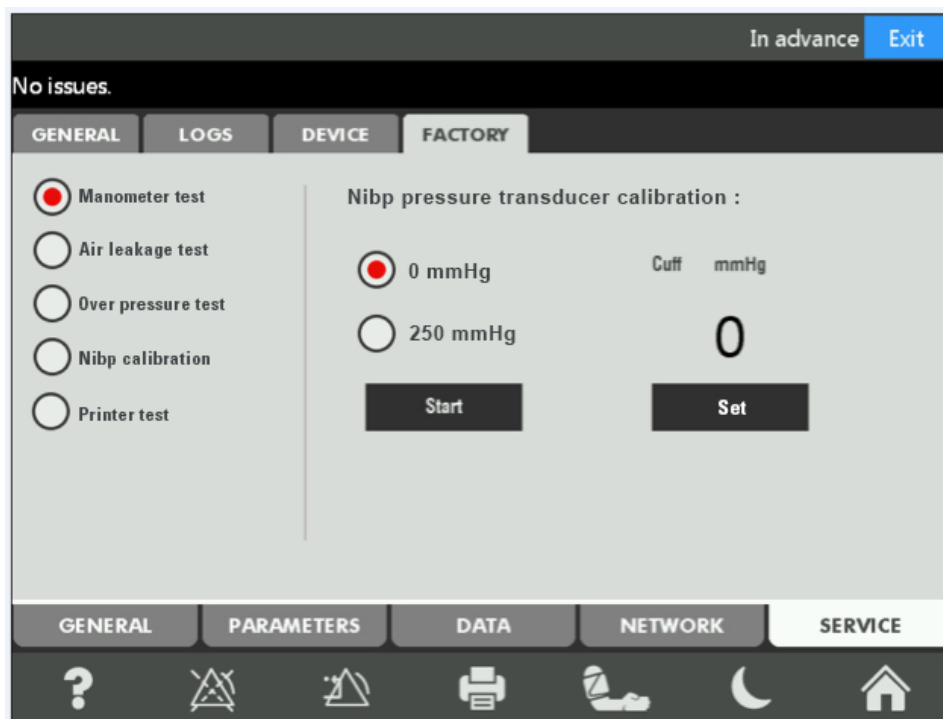 In advance Exit
No issues.
GENERAL LOGS DEVICE FACTORY
Manometer test
Air leakage test
Over pressure test
Nibp calibration
Printer test
Nibp pressure transducer calibration :
0 mmHg
250 mmHg
Cuff mmHg
0
Start Set
GENERAL PARAMETERS DATA NETWORK SERVICE
?